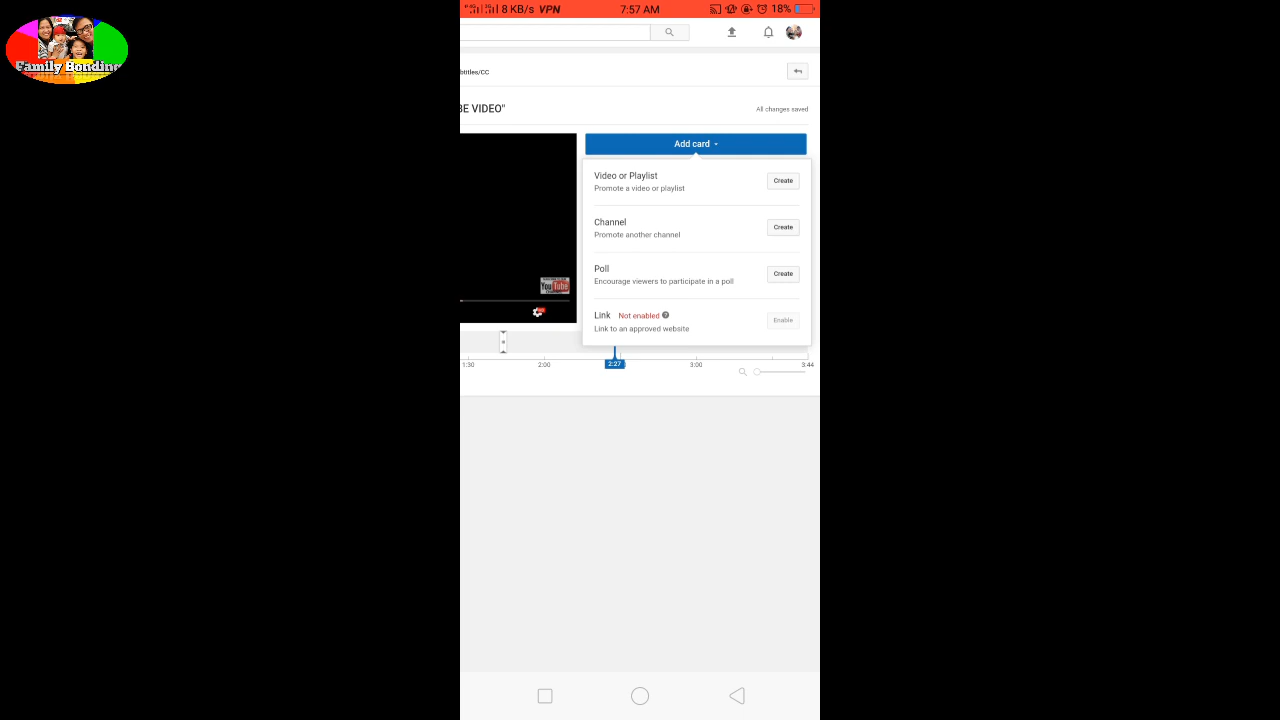 8 KB/s VPN 7:57 AM 18%
Family Bonding
btitles/CC
BE VIDEO"
All changes saved
Add card
Video or Playlist
Promote a video or playlist
Create
Channel
Promote another channel
Create
Poll
Encourage viewers to participate in a poll
Create
Link Not enabled
Link to an approved website
Enable
YouTube
1:30 2:00 2:27 3:00 3:44